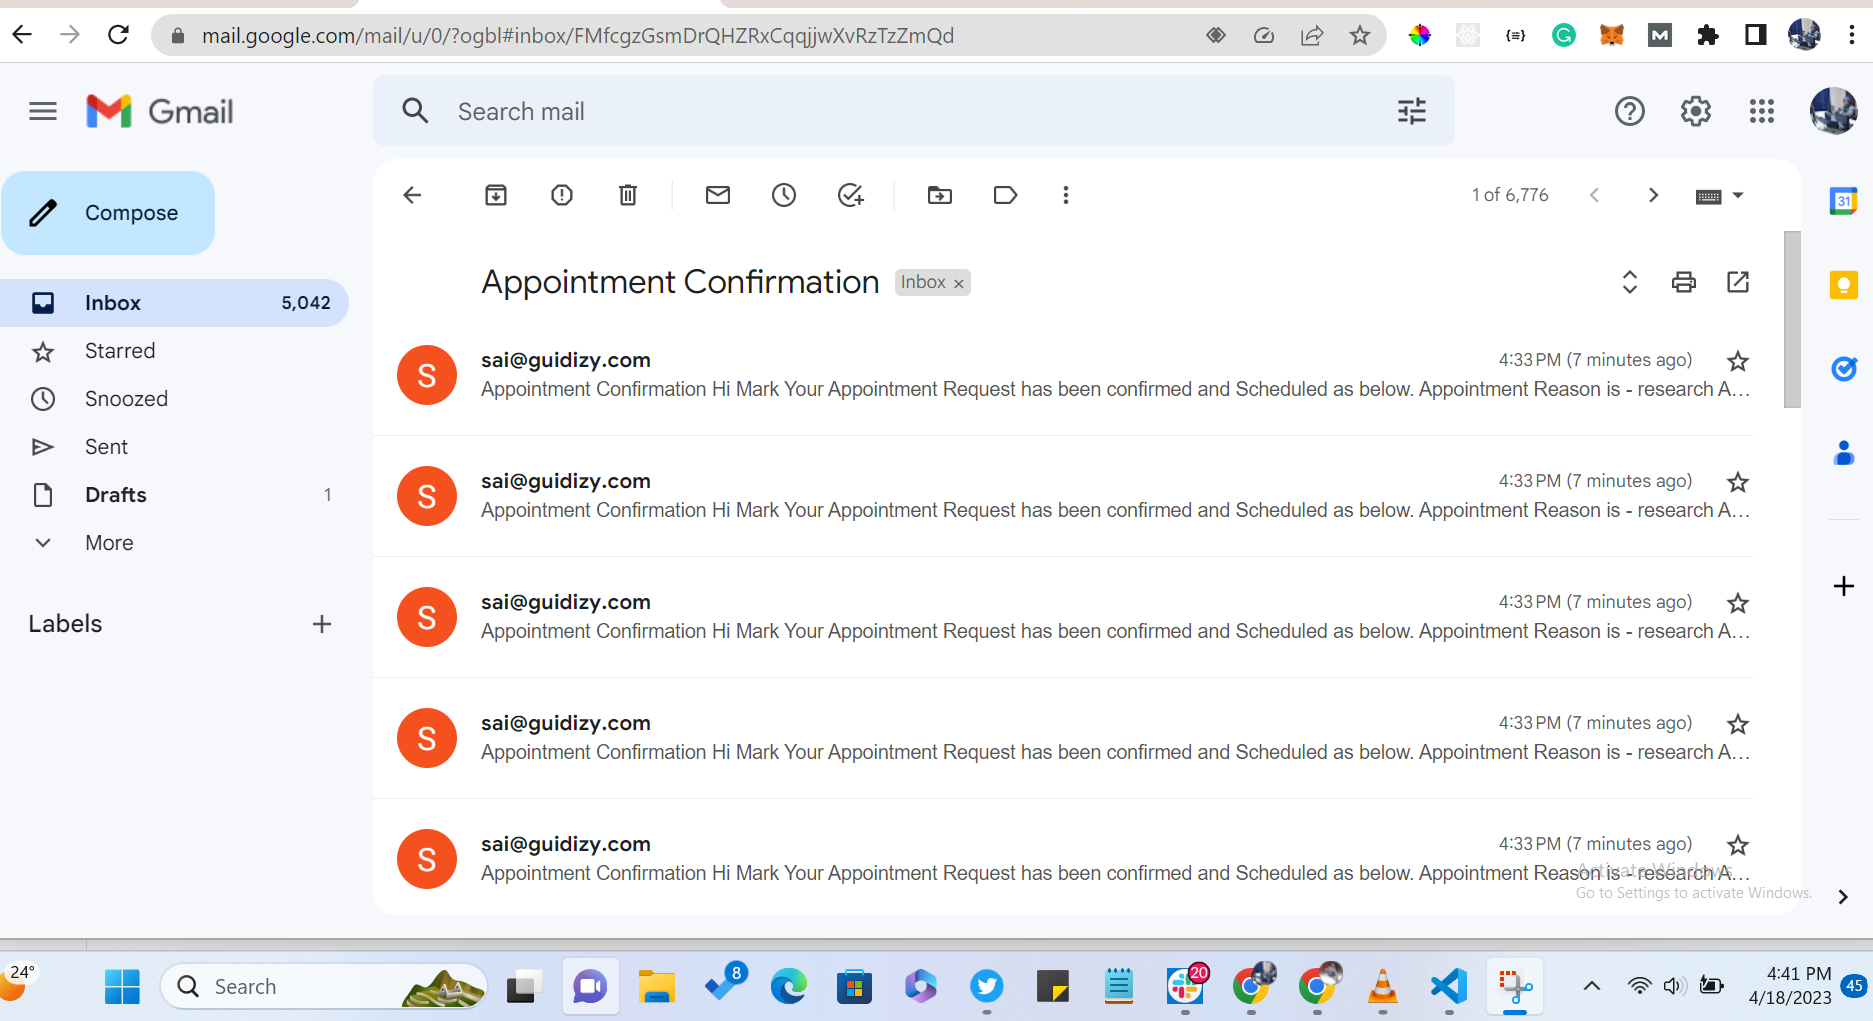 mail.google.com/mail/u/0/?ogbl#inbox/FMfcgzGsmDrQHZRxCqqjjwXvRzTzZmQd
Gmail
Search mail
Compose
1 of 6,776
31
Appointment Confirmation
Inbox ×
Inbox 5,042
Starred
Snoozed
Sent
Drafts 1
More
Labels
S
sai@guidizy.com 4:33 PM (7 minutes ago)
Appointment Confirmation Hi Mark Your Appointment Request has been confirmed and Scheduled as below. Appointment Reason is - research A...
S
sai@guidizy.com 4:33 PM (7 minutes ago)
Appointment Confirmation Hi Mark Your Appointment Request has been confirmed and Scheduled as below. Appointment Reason is - research A...
S
sai@guidizy.com 4:33 PM (7 minutes ago)
Appointment Confirmation Hi Mark Your Appointment Request has been confirmed and Scheduled as below. Appointment Reason is - research A...
S
sai@guidizy.com 4:33 PM (7 minutes ago)
Appointment Confirmation Hi Mark Your Appointment Request has been confirmed and Scheduled as below. Appointment Reason is - research A...
S
sai@guidizy.com 4:33 PM (7 minutes ago)
Appointment Confirmation Hi Mark Your Appointment Request has been confirmed and Scheduled as below. Appointment Reason is - research A...
Activate Windows
Go to Settings to activate Windows.
24°
Search
8
20
4:41 PM
4/18/2023
45